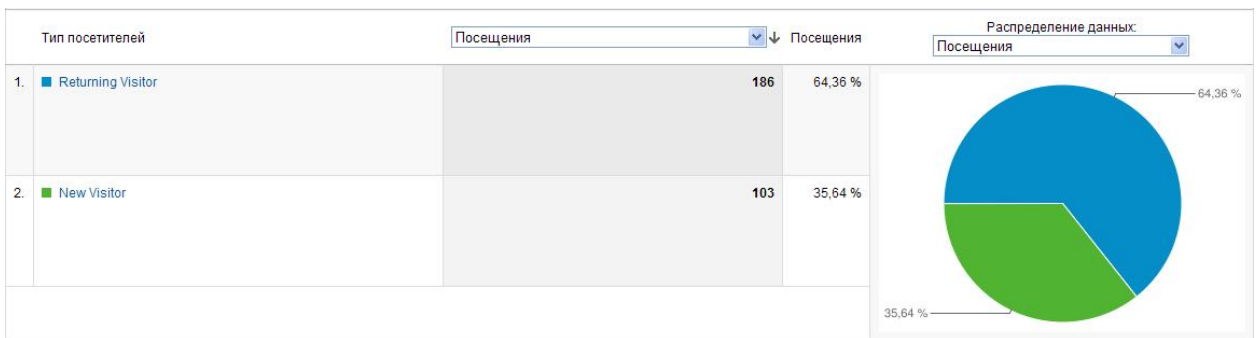 Тип посетителей
Посещения
Посещения
Распределение данных:
Посещения
1. Returning Visitor 186 64,36 %
2. New Visitor 103 35,64 %
64,36 %
35,64 %